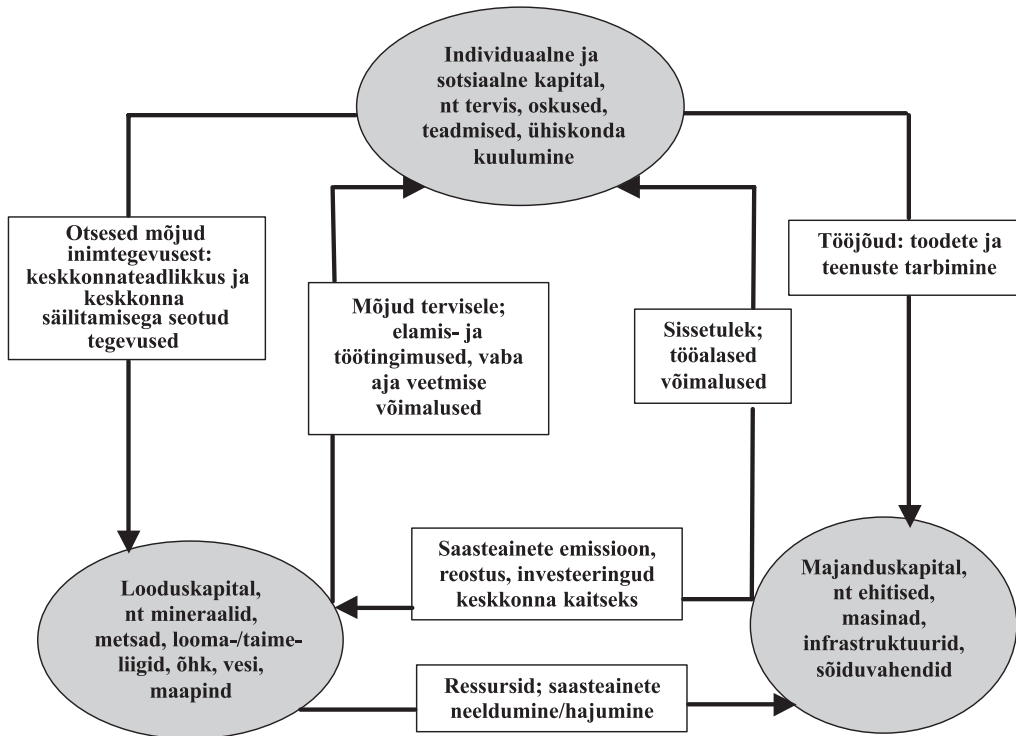 Individuaalne ja
sotsiaalne kapital,
nt tervis, oskused,
teadmised, ühiskonda
kuulumine
Otsesed mõjud
inimtegevusest:
keskkonnateadlikkus ja
keskkonna
säilitamisega seotud
tegevused
Mõjud tervisele;
elamis- ja
töötingimused, vaba
aja veetmise
võimalused
Sissetulek;
tööalased
võimalused
Tööjõud: toodete ja
teenuste tarbimine
Saasteainete emissioon,
reostus, investeeringud
keskkonna kaitseks
Looduskapital,
nt mineraalid,
metsad, looma-/taime-
liigid, õhk, vesi,
maapind
Majanduskapital,
nt ehitised,
masinad,
infrastruktuurid,
sõiduvahendid
Ressursid; saasteainete
neeldumine/hajumine